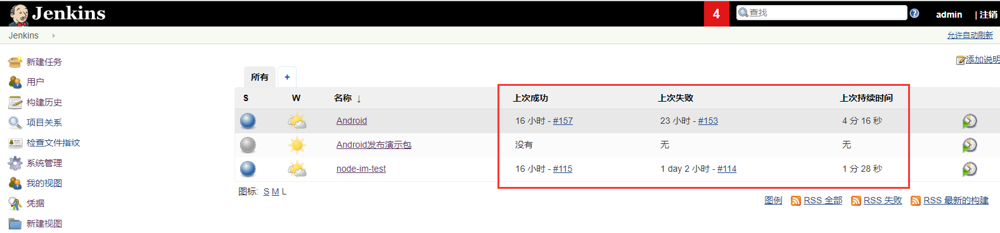 Jenkins
4
查找
admin
| 注销
Jenkins
允许自动刷新
新建任务
用户
构建历史
项目关系
检查文件指纹
系统管理
我的视图
凭据
新建视图
添加说明
所有 +
S W 名称 ↓ 上次成功 上次失败 上次持续时间
Android 16 小时 - #157 23 小时 - #153 4 分 16 秒
Android发布演示包 没有 无 无
node-im-test 16 小时 - #115 1 day 2 小时 - #114 1 分 28 秒
图标: S M L
图例 RSS 全部 RSS 失败 RSS 最新的构建